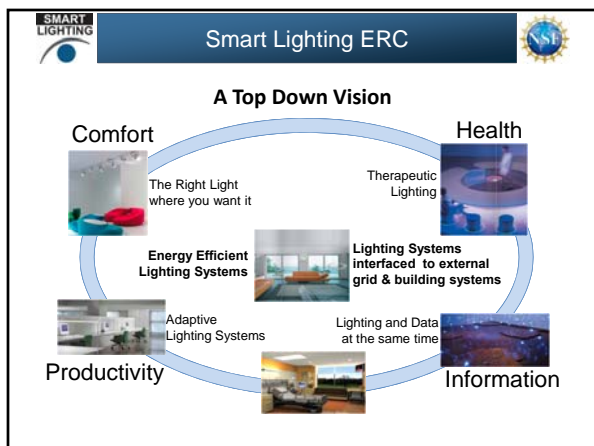 SMART
LIGHTING
Smart Lighting ERC
NSF
A Top Down Vision
Comfort
Health
The Right Light
where you want it
Therapeutic
Lighting
Energy Efficient
Lighting Systems
Lighting Systems
interfaced to external
grid & building systems
Adaptive
Lighting Systems
Lighting and Data
at the same time
Productivity
Information